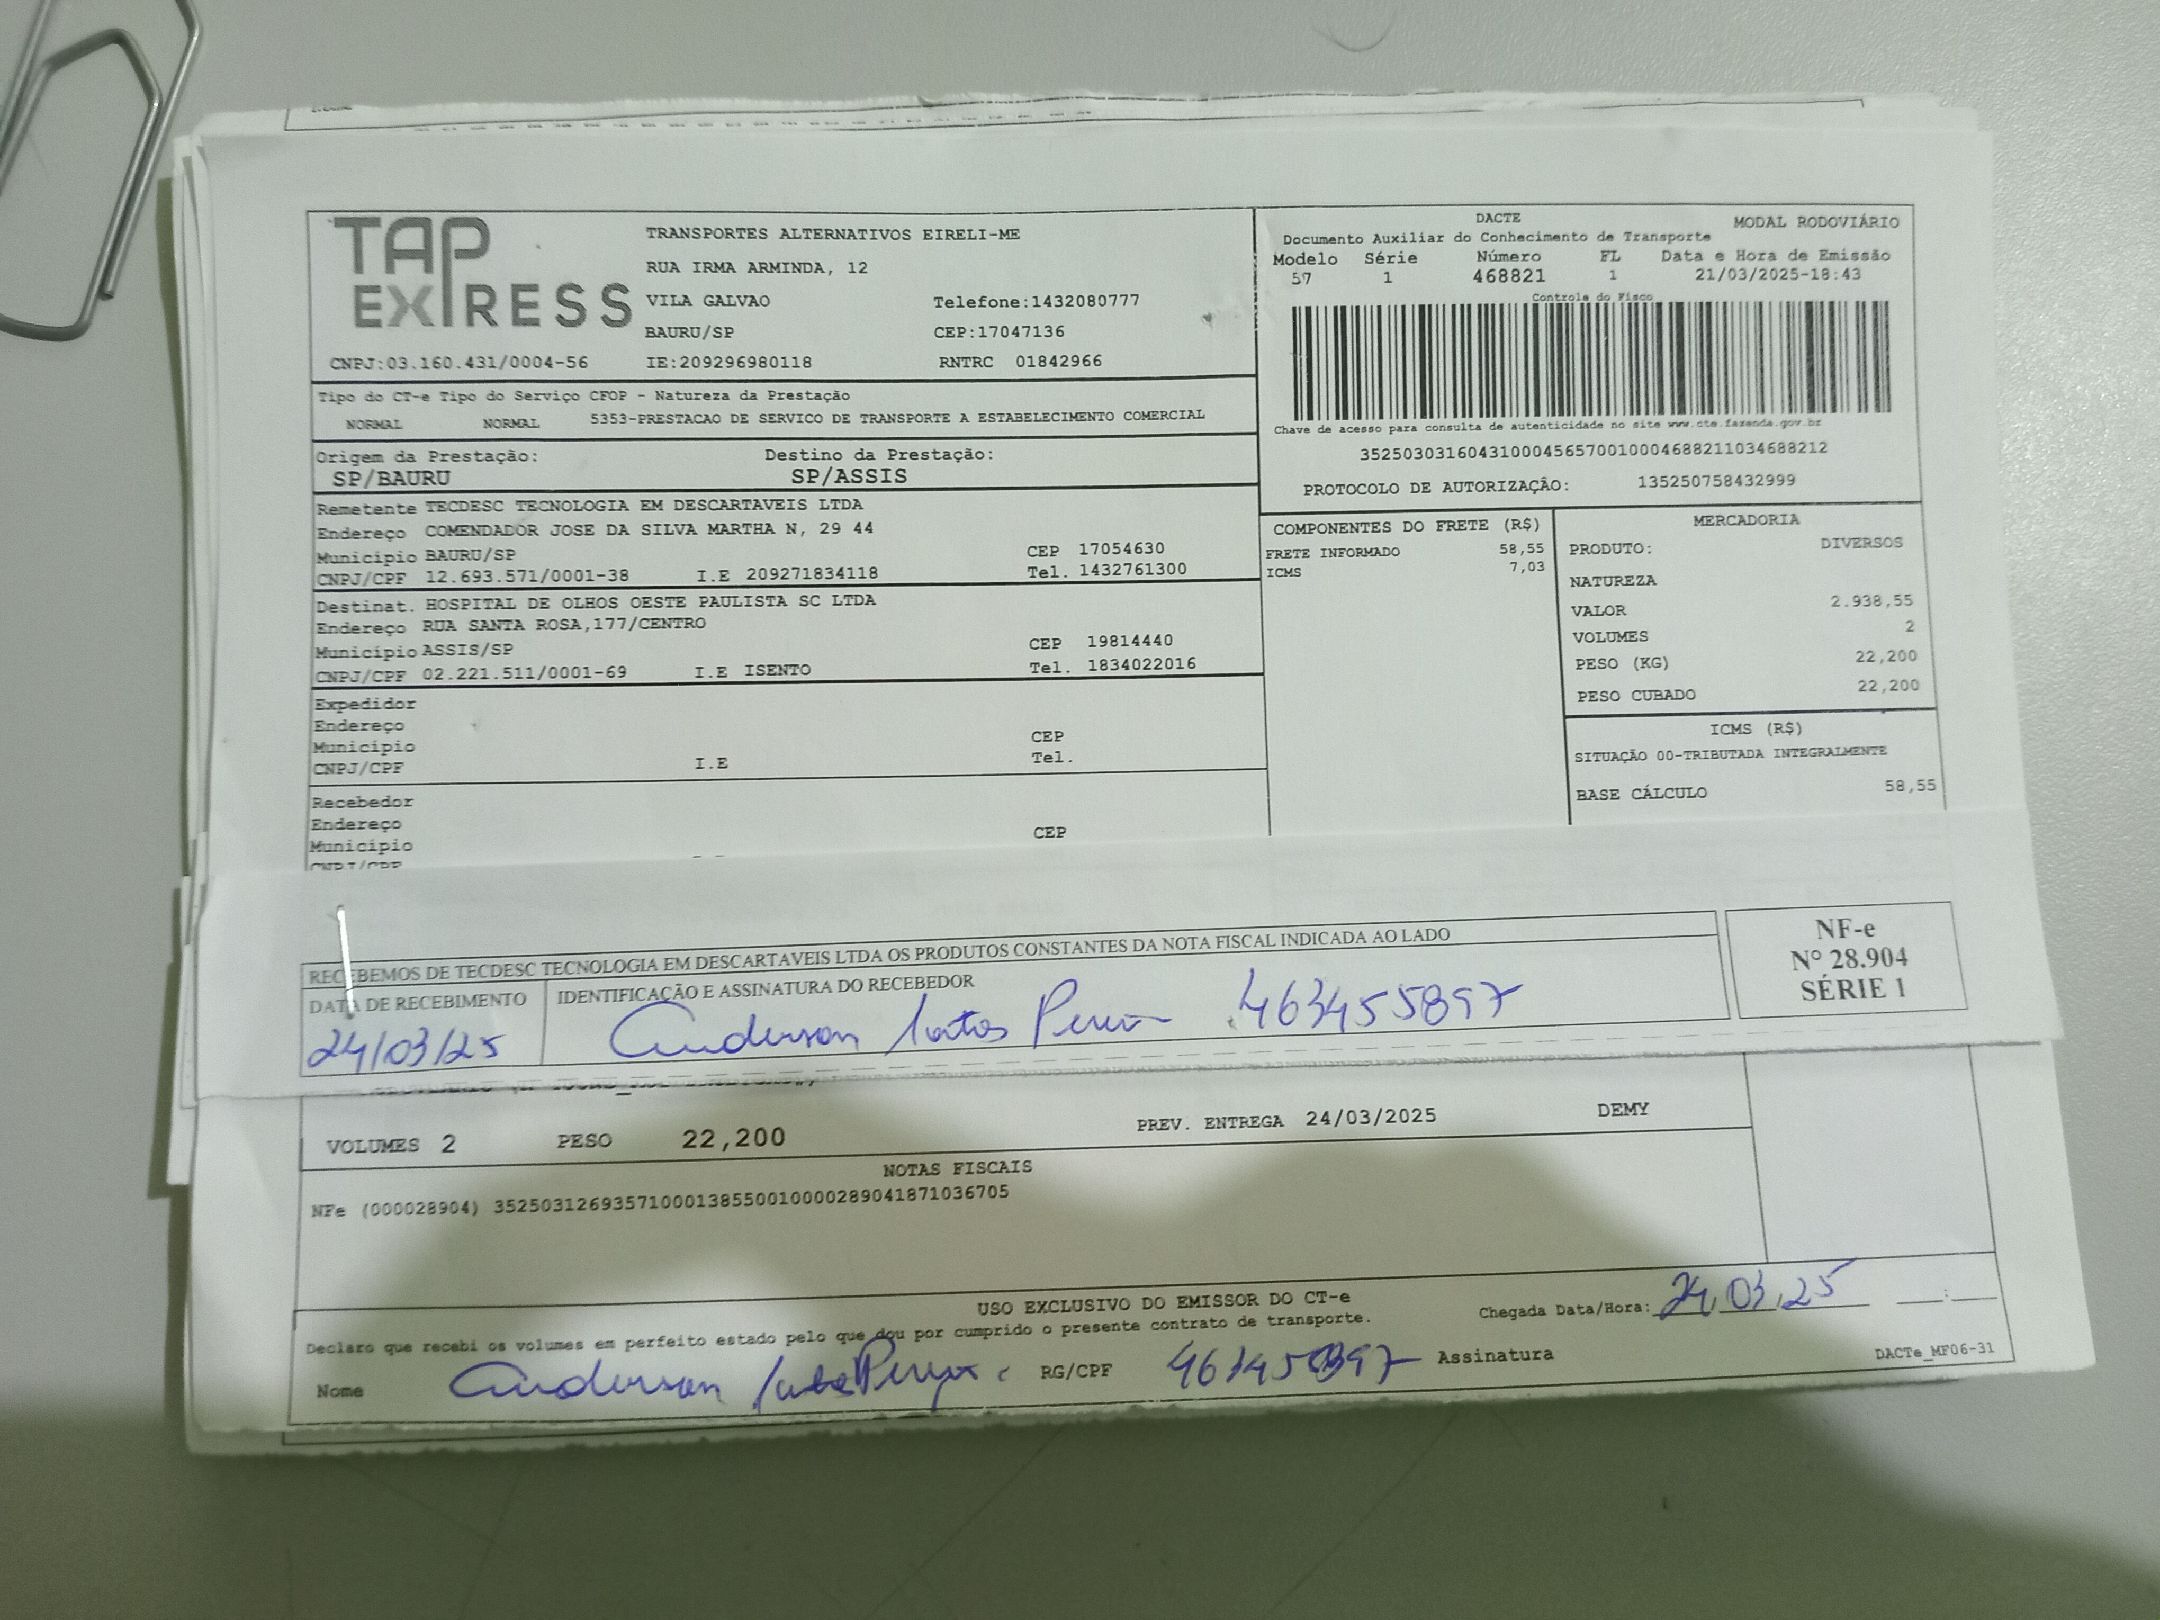 TAP EXPRESS
TRANSPORTES ALTERNATIVOS EIRELI-ME
RUA IRMA ARMINDA, 12
VILA GALVAO Telefone:1432080777
BAURU/SP CEP:17047136
CNPJ:03.160.431/0004-56 IE:209296980118 RNTRC 01842966
DACTE MODAL RODOVIÁRIO
Documento Auxiliar do Conhecimento de Transporte
Modelo Série Número FL Data e Hora de Emissão
57 1 468821 1 21/03/2025-18:43
Controle do Fisco
Chave de acesso para consulta de autenticidade no site www.cte.fazenda.gov.br
35250303160431000456570010004688211034688212
PROTOCOLO DE AUTORIZAÇÃO: 135250758432999
Tipo do CT-e Tipo do Serviço CFOP - Natureza da Prestação
NORMAL NORMAL 5353-PRESTACAO DE SERVICO DE TRANSPORTE A ESTABELECIMENTO COMERCIAL
Origem da Prestação: Destino da Prestação:
SP/BAURU SP/ASSIS
Remetente TECDESC TECNOLOGIA EM DESCARTAVEIS LTDA
Endereço COMENDADOR JOSE DA SILVA MARTHA N, 29 44
Município BAURU/SP CEP 17054630
CNPJ/CPF 12.693.571/0001-38 I.E 209271834118 Tel. 1432761300
Destinat. HOSPITAL DE OLHOS OESTE PAULISTA SC LTDA
Endereço RUA SANTA ROSA,177/CENTRO
Município ASSIS/SP CEP 19814440
CNPJ/CPF 02.221.511/0001-69 I.E ISENTO Tel. 1834022016
Expedidor
Endereço
Município CEP
CNPJ/CPF I.E Tel.
Recebedor
Endereço
Município CEP
CNPJ/CPF
COMPONENTES DO FRETE (R$)
FRETE INFORMADO 58,55
ICMS 7,03
MERCADORIA
PRODUTO: DIVERSOS
NATUREZA
VALOR 2.938,55
VOLUMES 2
PESO (KG) 22,200
PESO CUBADO 22,200
ICMS (R$)
SITUAÇÃO 00-TRIBUTADA INTEGRALMENTE
BASE CÁLCULO 58,55
RECEBEMOS DE TECDESC TECNOLOGIA EM DESCARTAVEIS LTDA OS PRODUTOS CONSTANTES DA NOTA FISCAL INDICADA AO LADO
DATA DE RECEBIMENTO IDENTIFICAÇÃO E ASSINATURA DO RECEBEDOR
24/03/25 Anderson 463455897
NF-e
Nº 28.904
SÉRIE 1
VOLUMES 2 PESO 22,200 PREV. ENTREGA 24/03/2025 DEMY
NOTAS FISCAIS
NFe (000028904) 35250312693571000138550010000289041871036705
USO EXCLUSIVO DO EMISSOR DO CT-e
Declaro que recebi os volumes em perfeito estado pelo que dou por cumprido o presente contrato de transporte. Chegada Data/Hora: 24,03,25 :
Nome Anderson RG/CPF Assinatura
DACTe_MF06-31